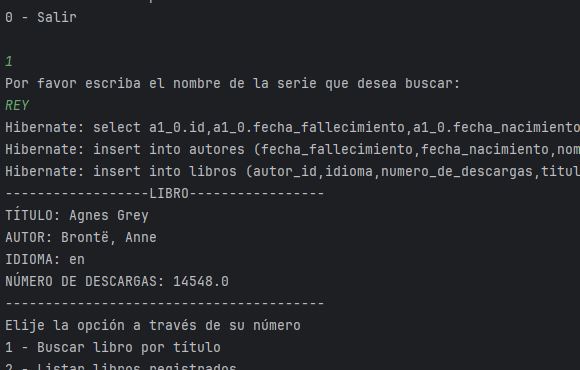 0 - Salir
1
Por favor escriba el nombre de la serie que desea buscar:
REY
Hibernate: select a1_0.id,a1_0.fecha_fallecimiento,a1_0.fecha_nacimiento
Hibernate: insert into autores (fecha_fallecimiento,fecha_nacimiento,nom
Hibernate: insert into libros (autor_id,idioma,numero_de_descargas,titul
------------------LIBRO-----------------
TÍTULO: Agnes Grey
AUTOR: Brontë, Anne
IDIOMA: en
NÚMERO DE DESCARGAS: 14548.0
----------------------------------------
Elije la opción a través de su número
1 - Buscar libro por título
2 - Listar libros registrados